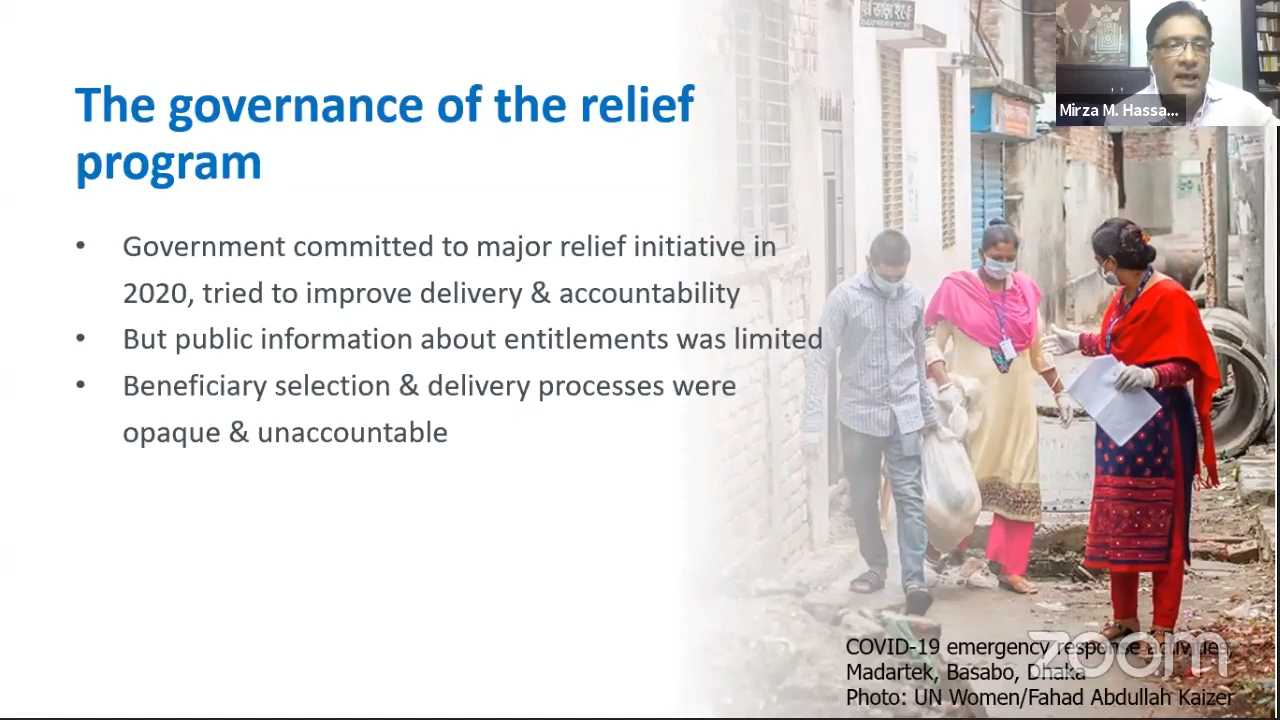 The governance of the relief
program
• Government committed to major relief initiative in
2020, tried to improve delivery & accountability
• But public information about entitlements was limited
• Beneficiary selection & delivery processes were
opaque & unaccountable
Mirza M. Hassa...
COVID-19 emergency response activities,
Madartek, Basabo, Dhaka
Photo: UN Women/Fahad Abdullah Kaizer
zoom